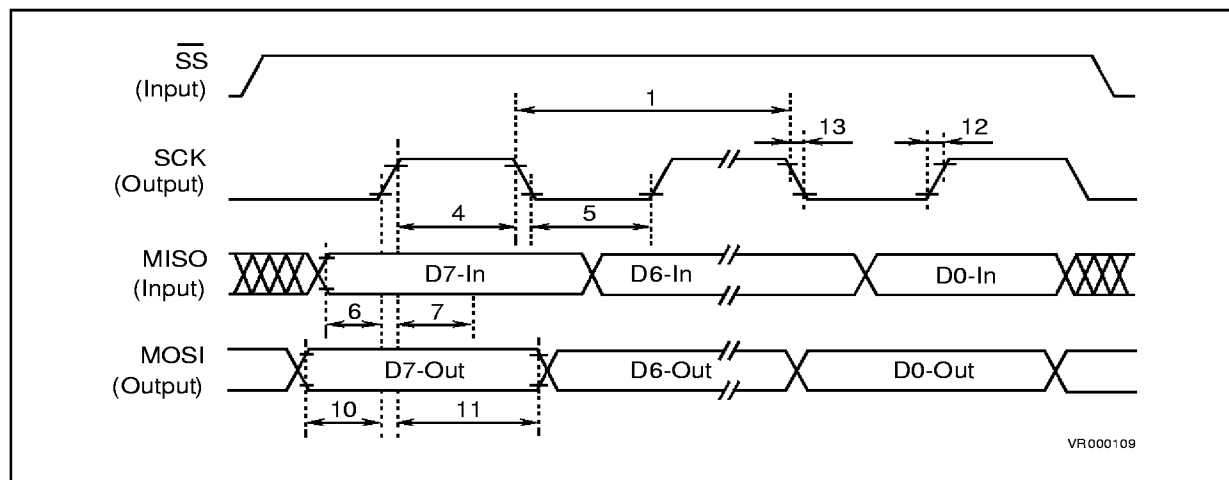 SS
(Input)
1
13
12
SCK
(Output)
4
5
MISO
(Input)
D7-In
D6-In
D0-In
6
7
MOSI
(Output)
D7-Out
D6-Out
D0-Out
10
11
VR000109